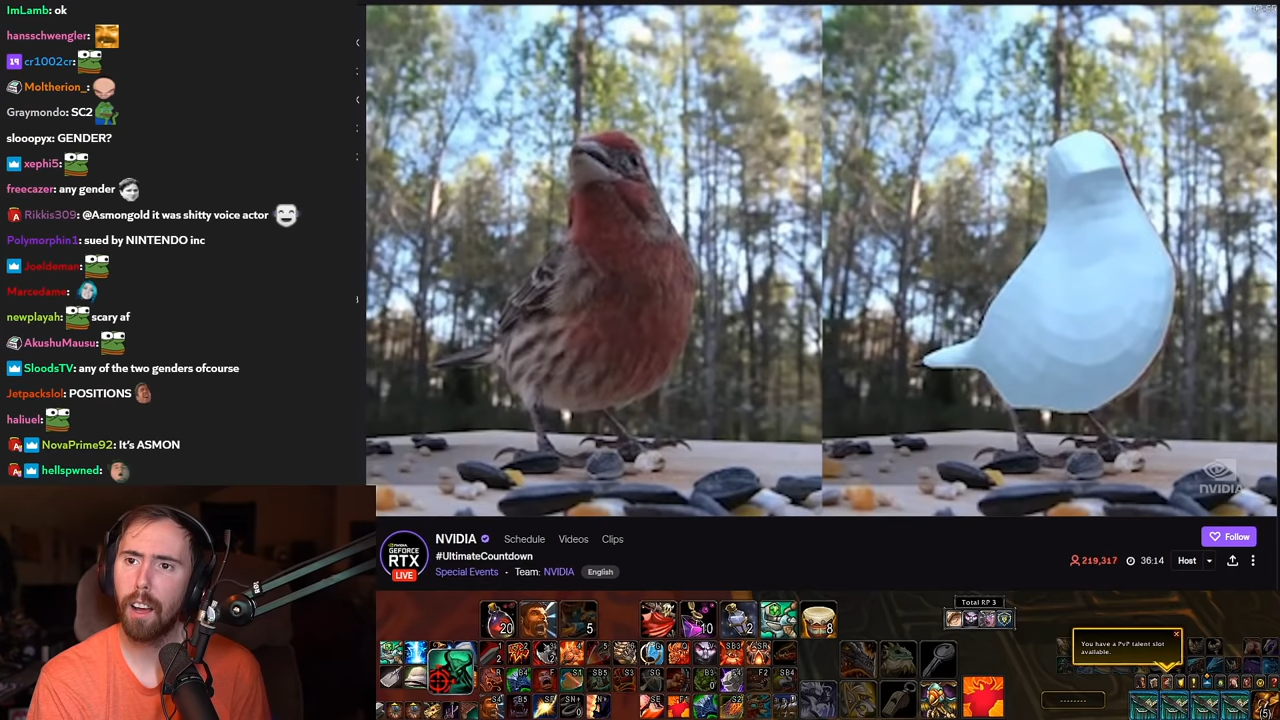 ImLamb: ok
hansschwengler:
19 cr1002cr:
Moltherion_:
Graymondo: SC2
slooopyx: GENDER?
xephi5:
freecazer: any gender
Rikkis309: @Asmongold it was shitty voice actor
Polymorphin1: sued by NINTENDO inc
Joeldeman:
Marcedame:
newplayah: scary af
AkushuMausu:
SloodsTV: any of the two genders ofcourse
Jetpackslol: POSITIONS
haliuel:
NovaPrime92: It's ASMON
hellspwned:
NVIDIA
NVIDIA Schedule Videos Clips
Follow
GEFORCE
RTX
LIVE
#UltimateCountdown
Special Events · Team: NVIDIA English
219,317 36:14 Host
Total RP 3
20 5 10 2 8
You have a PvP talent slot
available.